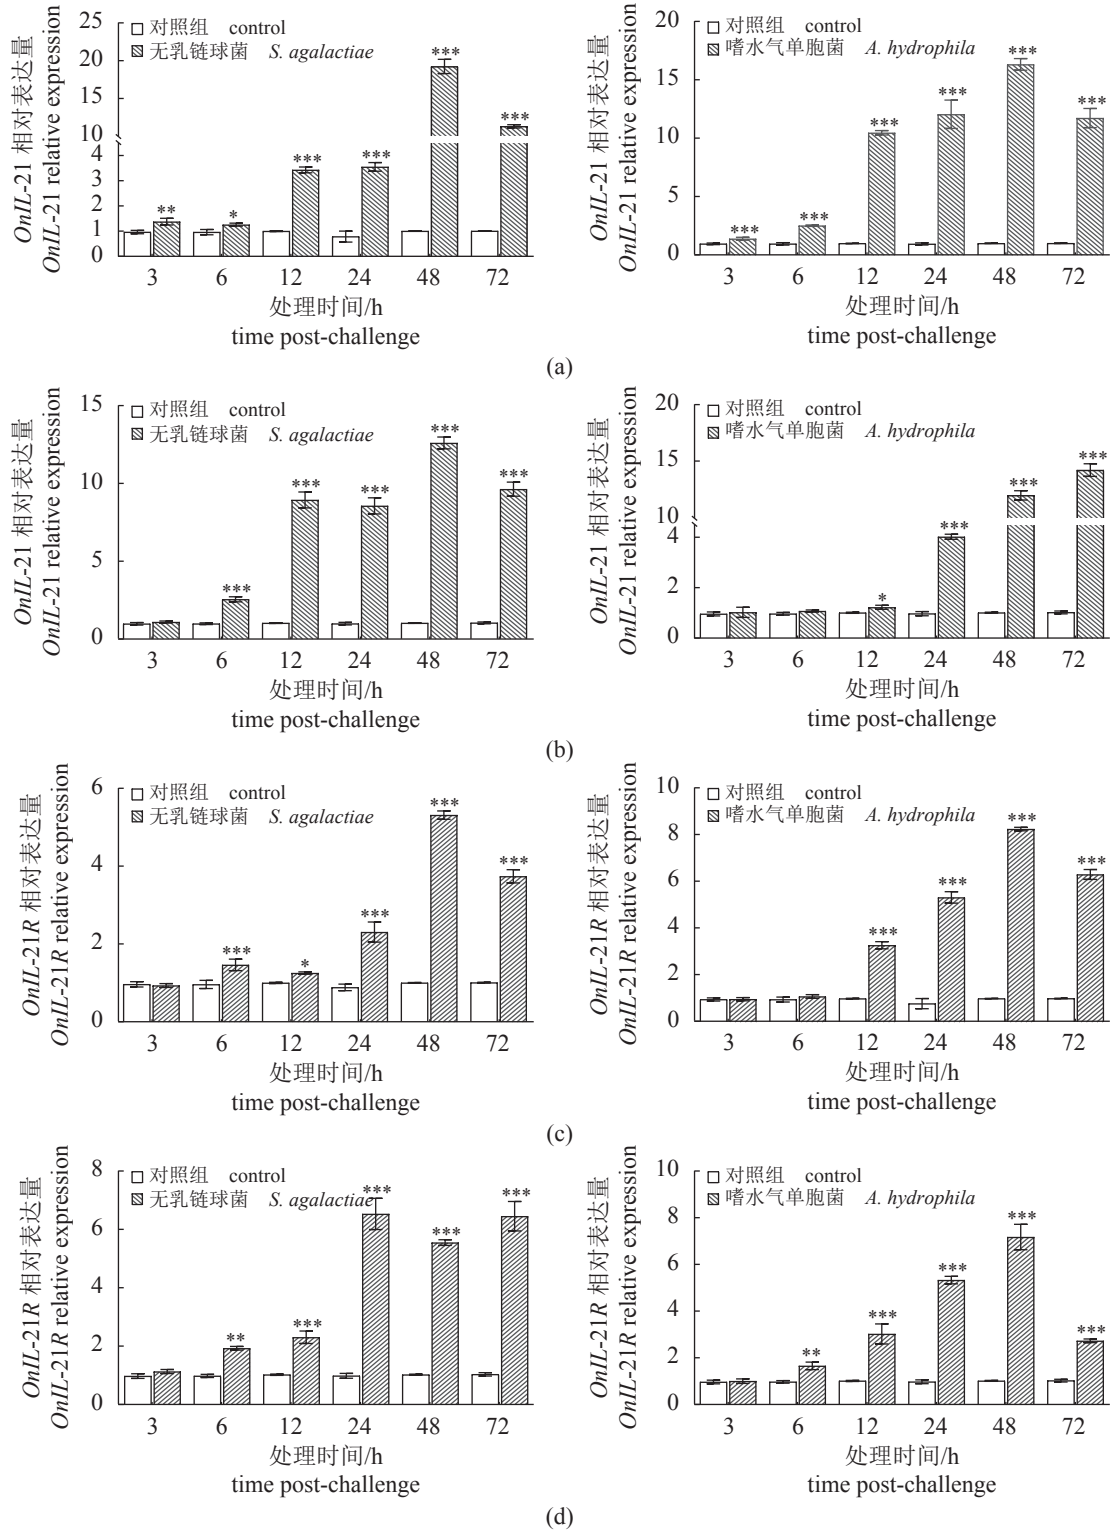 OnIL-21 相对表达量
OnIL-21 relative expression
25
20
15
10
4
3
2
1
0
对照组 control
无乳链球菌 S. agalactiae
** * *** *** *** ***
3 6 12 24 48 72
处理时间/h
time post-challenge
OnIL-21 相对表达量
OnIL-21 relative expression
20
15
10
5
0
对照组 control
嗜水气单胞菌 A. hydrophila
*** *** *** *** *** ***
3 6 12 24 48 72
处理时间/h
time post-challenge
(a)
OnIL-21 相对表达量
OnIL-21 relative expression
15
10
5
0
对照组 control
无乳链球菌 S. agalactiae
*** *** *** *** ***
3 6 12 24 48 72
处理时间/h
time post-challenge
OnIL-21 相对表达量
OnIL-21 relative expression
20
15
10
4
2
0
对照组 control
嗜水气单胞菌 A. hydrophila
* *** *** ***
3 6 12 24 48 72
处理时间/h
time post-challenge
(b)
OnIL-21R 相对表达量
OnIL-21R relative expression
6
4
2
0
对照组 control
无乳链球菌 S. agalactiae
*** * *** *** ***
3 6 12 24 48 72
处理时间/h
time post-challenge
OnIL-21R 相对表达量
OnIL-21R relative expression
10
8
6
4
2
0
对照组 control
嗜水气单胞菌 A. hydrophila
*** *** *** ***
3 6 12 24 48 72
处理时间/h
time post-challenge
(c)
OnIL-21R 相对表达量
OnIL-21R relative expression
8
6
4
2
0
对照组 control
无乳链球菌 S. agalactiae
** *** *** *** ***
3 6 12 24 48 72
处理时间/h
time post-challenge
OnIL-21R 相对表达量
OnIL-21R relative expression
10
8
6
4
2
0
对照组 control
嗜水气单胞菌 A. hydrophila
** *** *** *** ***
3 6 12 24 48 72
处理时间/h
time post-challenge
(d)